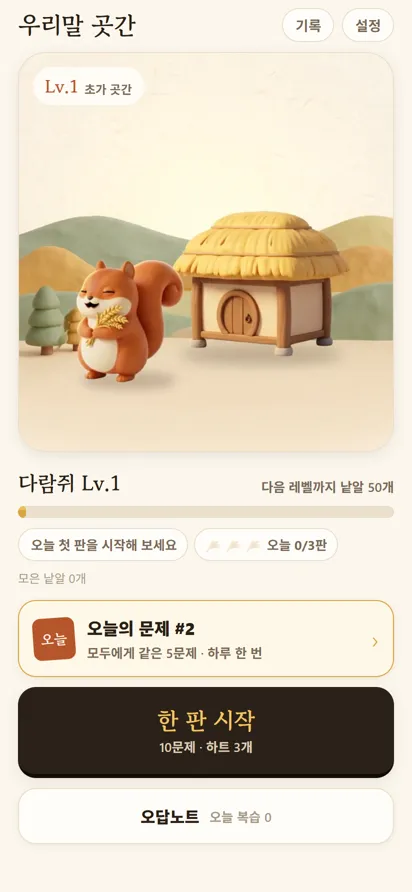 우리말 곳간
기록
설정
Lv.1 초가 곳간
다람쥐 Lv.1
다음 레벨까지 낱알 50개
오늘 첫 판을 시작해 보세요
오늘 0/3판
모은 낱알 0개
오늘
오늘의 문제 #2
모두에게 같은 5문제 · 하루 한 번
한 판 시작
10문제 · 하트 3개
오답노트 오늘 복습 0